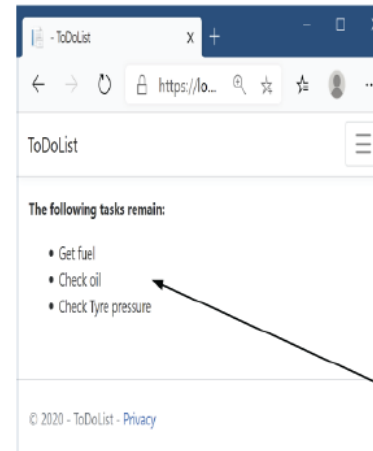 - ToDoList
https://lo...
ToDoList
The following tasks remain:
• Get fuel
• Check oil
• Check Tyre pressure
© 2020 - ToDoList - Privacy